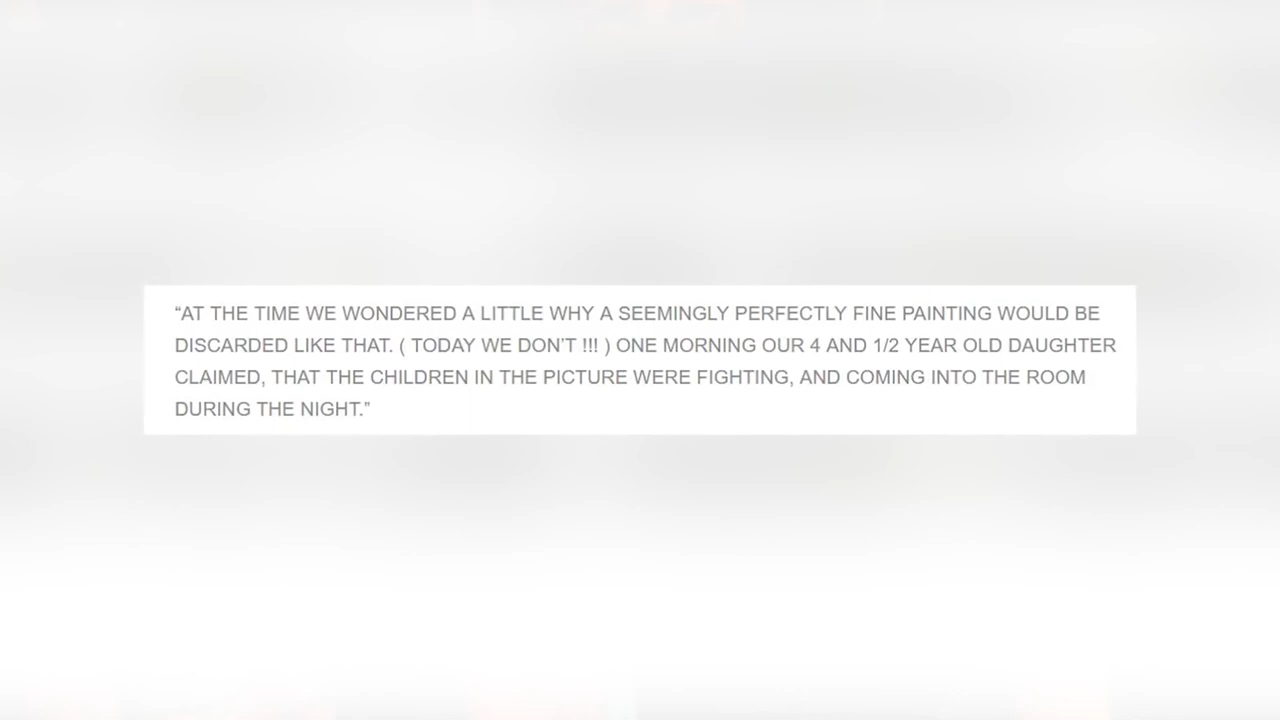 “AT THE TIME WE WONDERED A LITTLE WHY A SEEMINGLY PERFECTLY FINE PAINTING WOULD BE
DISCARDED LIKE THAT. ( TODAY WE DON’T !!! ) ONE MORNING OUR 4 AND 1/2 YEAR OLD DAUGHTER
CLAIMED, THAT THE CHILDREN IN THE PICTURE WERE FIGHTING, AND COMING INTO THE ROOM
DURING THE NIGHT.”